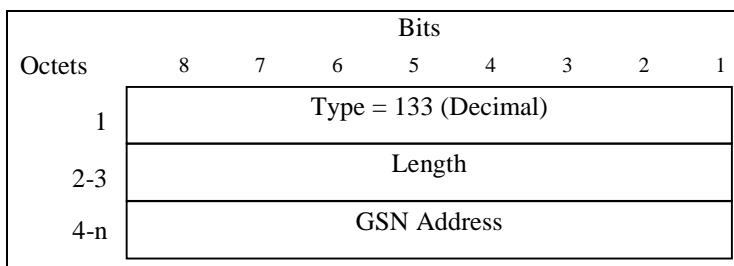 Bits
Octets 8 7 6 5 4 3 2 1
1 Type = 133 (Decimal)
2-3 Length
4-n GSN Address